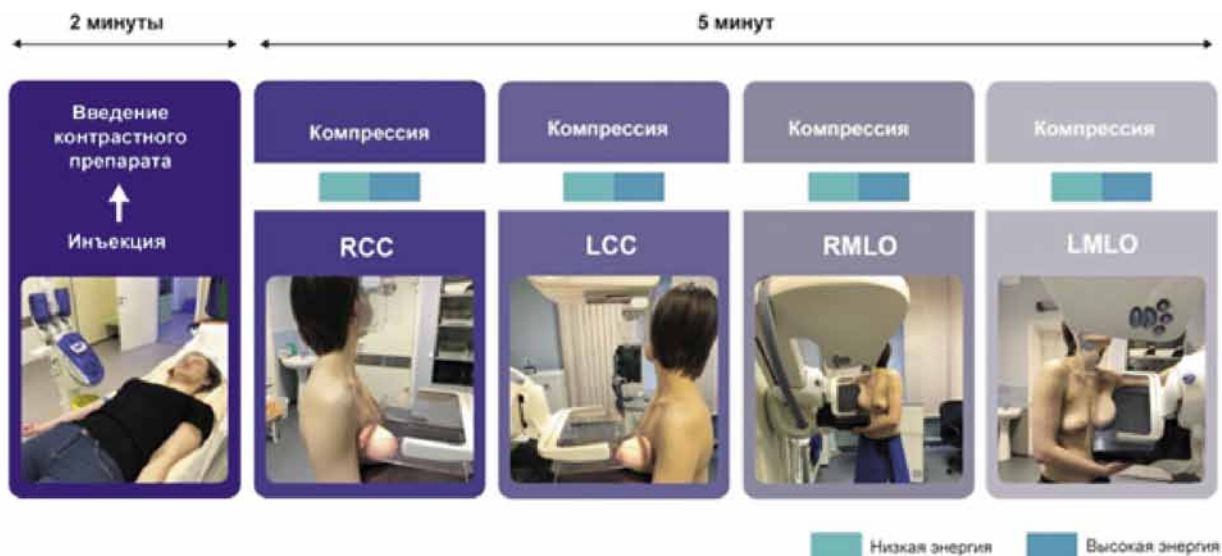 2 минуты
5 минут
Введение
контрастного
препарата
Инъекция
Компрессия
RCC
Компрессия
LCC
Компрессия
RMLO
Компрессия
LMLO
Низкая энергия
Высокая энергия